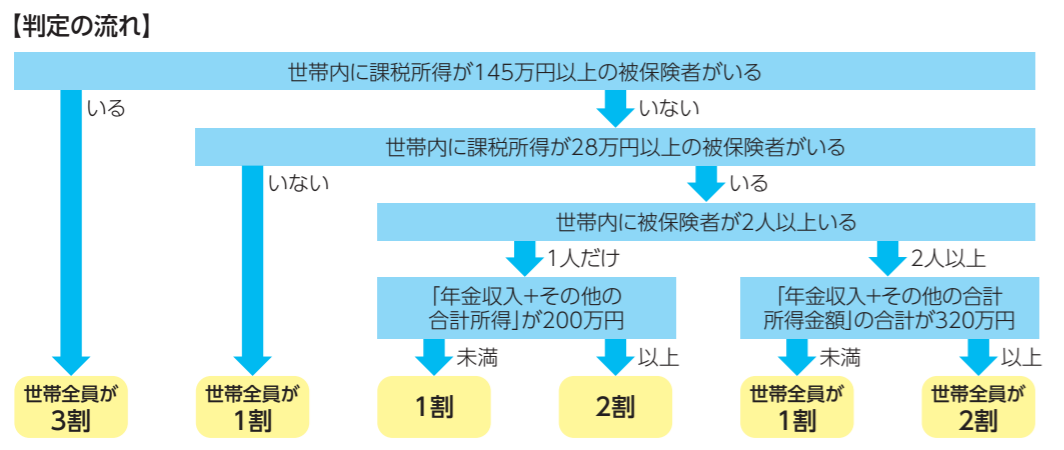 【判定の流れ】
世帯内に課税所得が145万円以上の被保険者がいる
いる
いない
世帯内に課税所得が28万円以上の被保険者がいる
いない
いる
世帯内に被保険者が2人以上いる
1人だけ
2人以上
「年金収入+その他の
合計所得」が200万円
「年金収入+その他の合計
所得金額」の合計が320万円
未満
以上
未満
以上
世帯全員が
3割
世帯全員が
1割
1割
2割
世帯全員が
1割
世帯全員が
2割